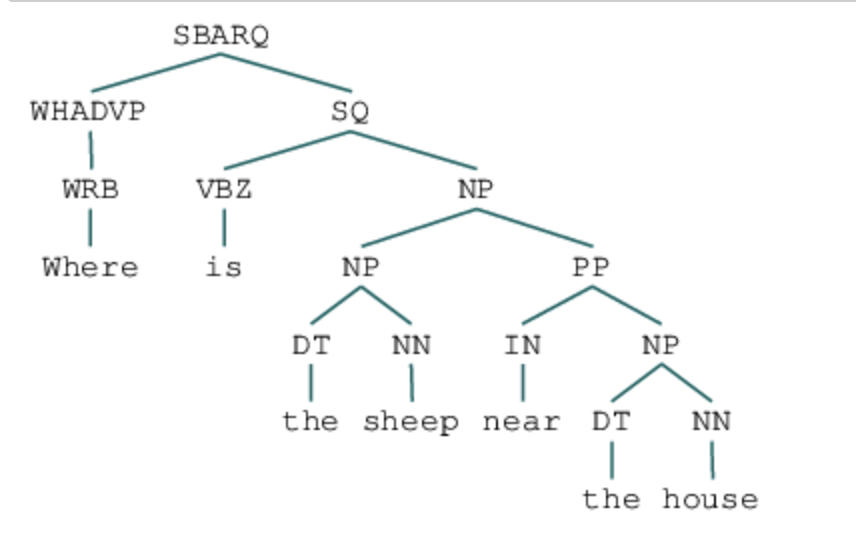 SBARQ
WHADVP SQ
WRB VBZ NP
Where is NP PP
DT NN IN NP
the sheep near DT NN
the house